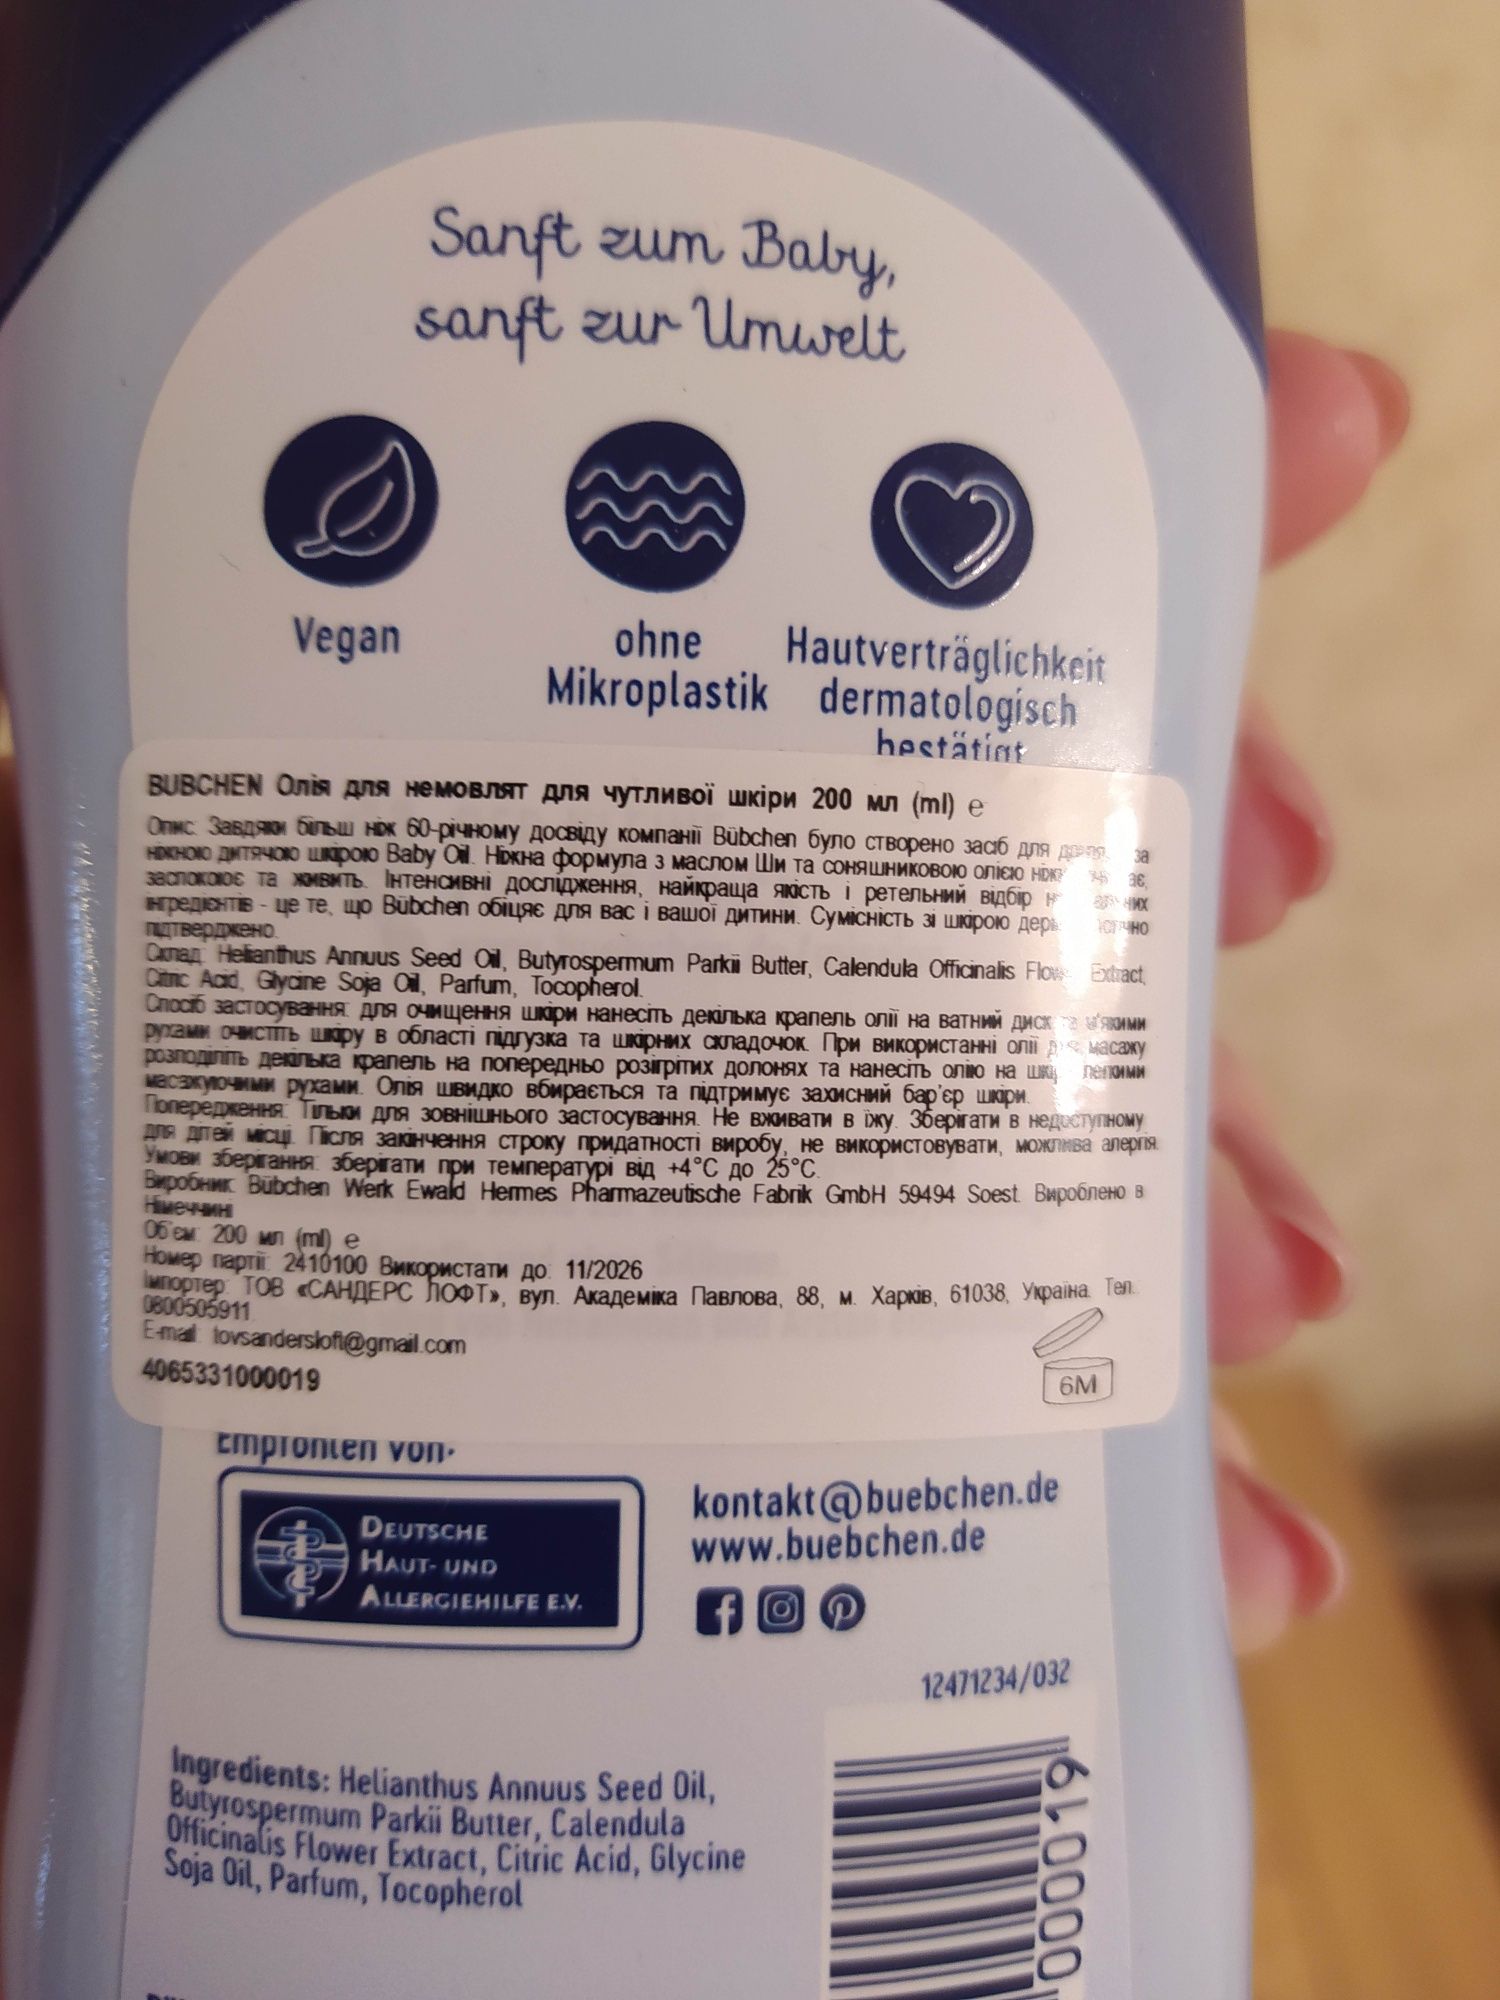 Sanft zum Baby,
sanft zur Umwelt
Vegan
ohne
Mikroplastik
Hautverträglichkeit
dermatologisch
bestätigt
BUBCHEN Олія для немовлят для чутливої шкіри 200 мл (ml) e
Опис: Завдяки більш ніж 60-річному досвіду компанії Bübchen було створено засіб для за
ніжною дитячою шкірою Baby Oil. Ніжна формула з маслом Ши та соняшниковою олією
заспокоює та живить. Інтенсивні дослідження, найкраща якість і ретельний відбір
інгредієнтів - це те, що Bübchen обіцяє для вас і вашої дитини. Сумісність зі шкірою
підтверджено.
Склад: Helianthus Annuus Seed Oil, Butyrospermum Parkii Butter, Calendula Officinalis Flower Extract,
Citric Acid, Glycine Soja Oil, Parfum, Tocopherol.
Спосіб застосування: для очищення шкіри нанесіть декілька крапель олії на ватний диск та м'якими
рухами очистіть шкіру в області підгузка та шкірних складочок. При використанні олії для масажу
розподіліть декілька крапель на попередньо розігрітих долонях та нанесіть олію на шкіру легкими
масажуючими рухами. Олія швидко вбирається та підтримує захисний бар'єр шкіри.
Попередження: Тільки для зовнішнього застосування. Не вживати в їжу. Зберігати в недоступному
для дітей місці. Після закінчення строку придатності виробу, не використовувати, можлива алергія.
Умови зберігання: зберігати при температурі від +4°C до 25°C.
Виробник: Bübchen Werk Ewald Hermes Pharmazeutische Fabrik GmbH 59494 Soest. Вироблено в
Німеччині
Об'єм: 200 мл (ml) e
Номер партії: 2410100 Використати до: 11/2026
Імпортер: ТОВ «САНДЕРС ЛОФТ», вул. Академіка Павлова, 88, м. Харків, 61038, Україна. Тел.:
0800505911
E-mail: tovsandersloft@gmail.com
4065331000019
6M
Empfohlen von:
DEUTSCHE
HAUT- UND
ALLERGIEHILFE E.V.
kontakt@buebchen.de
www.buebchen.de
12471234/032
Ingredients: Helianthus Annuus Seed Oil,
Butyrospermum Parkii Butter, Calendula
Officinalis Flower Extract, Citric Acid, Glycine
Soja Oil, Parfum, Tocopherol
000019